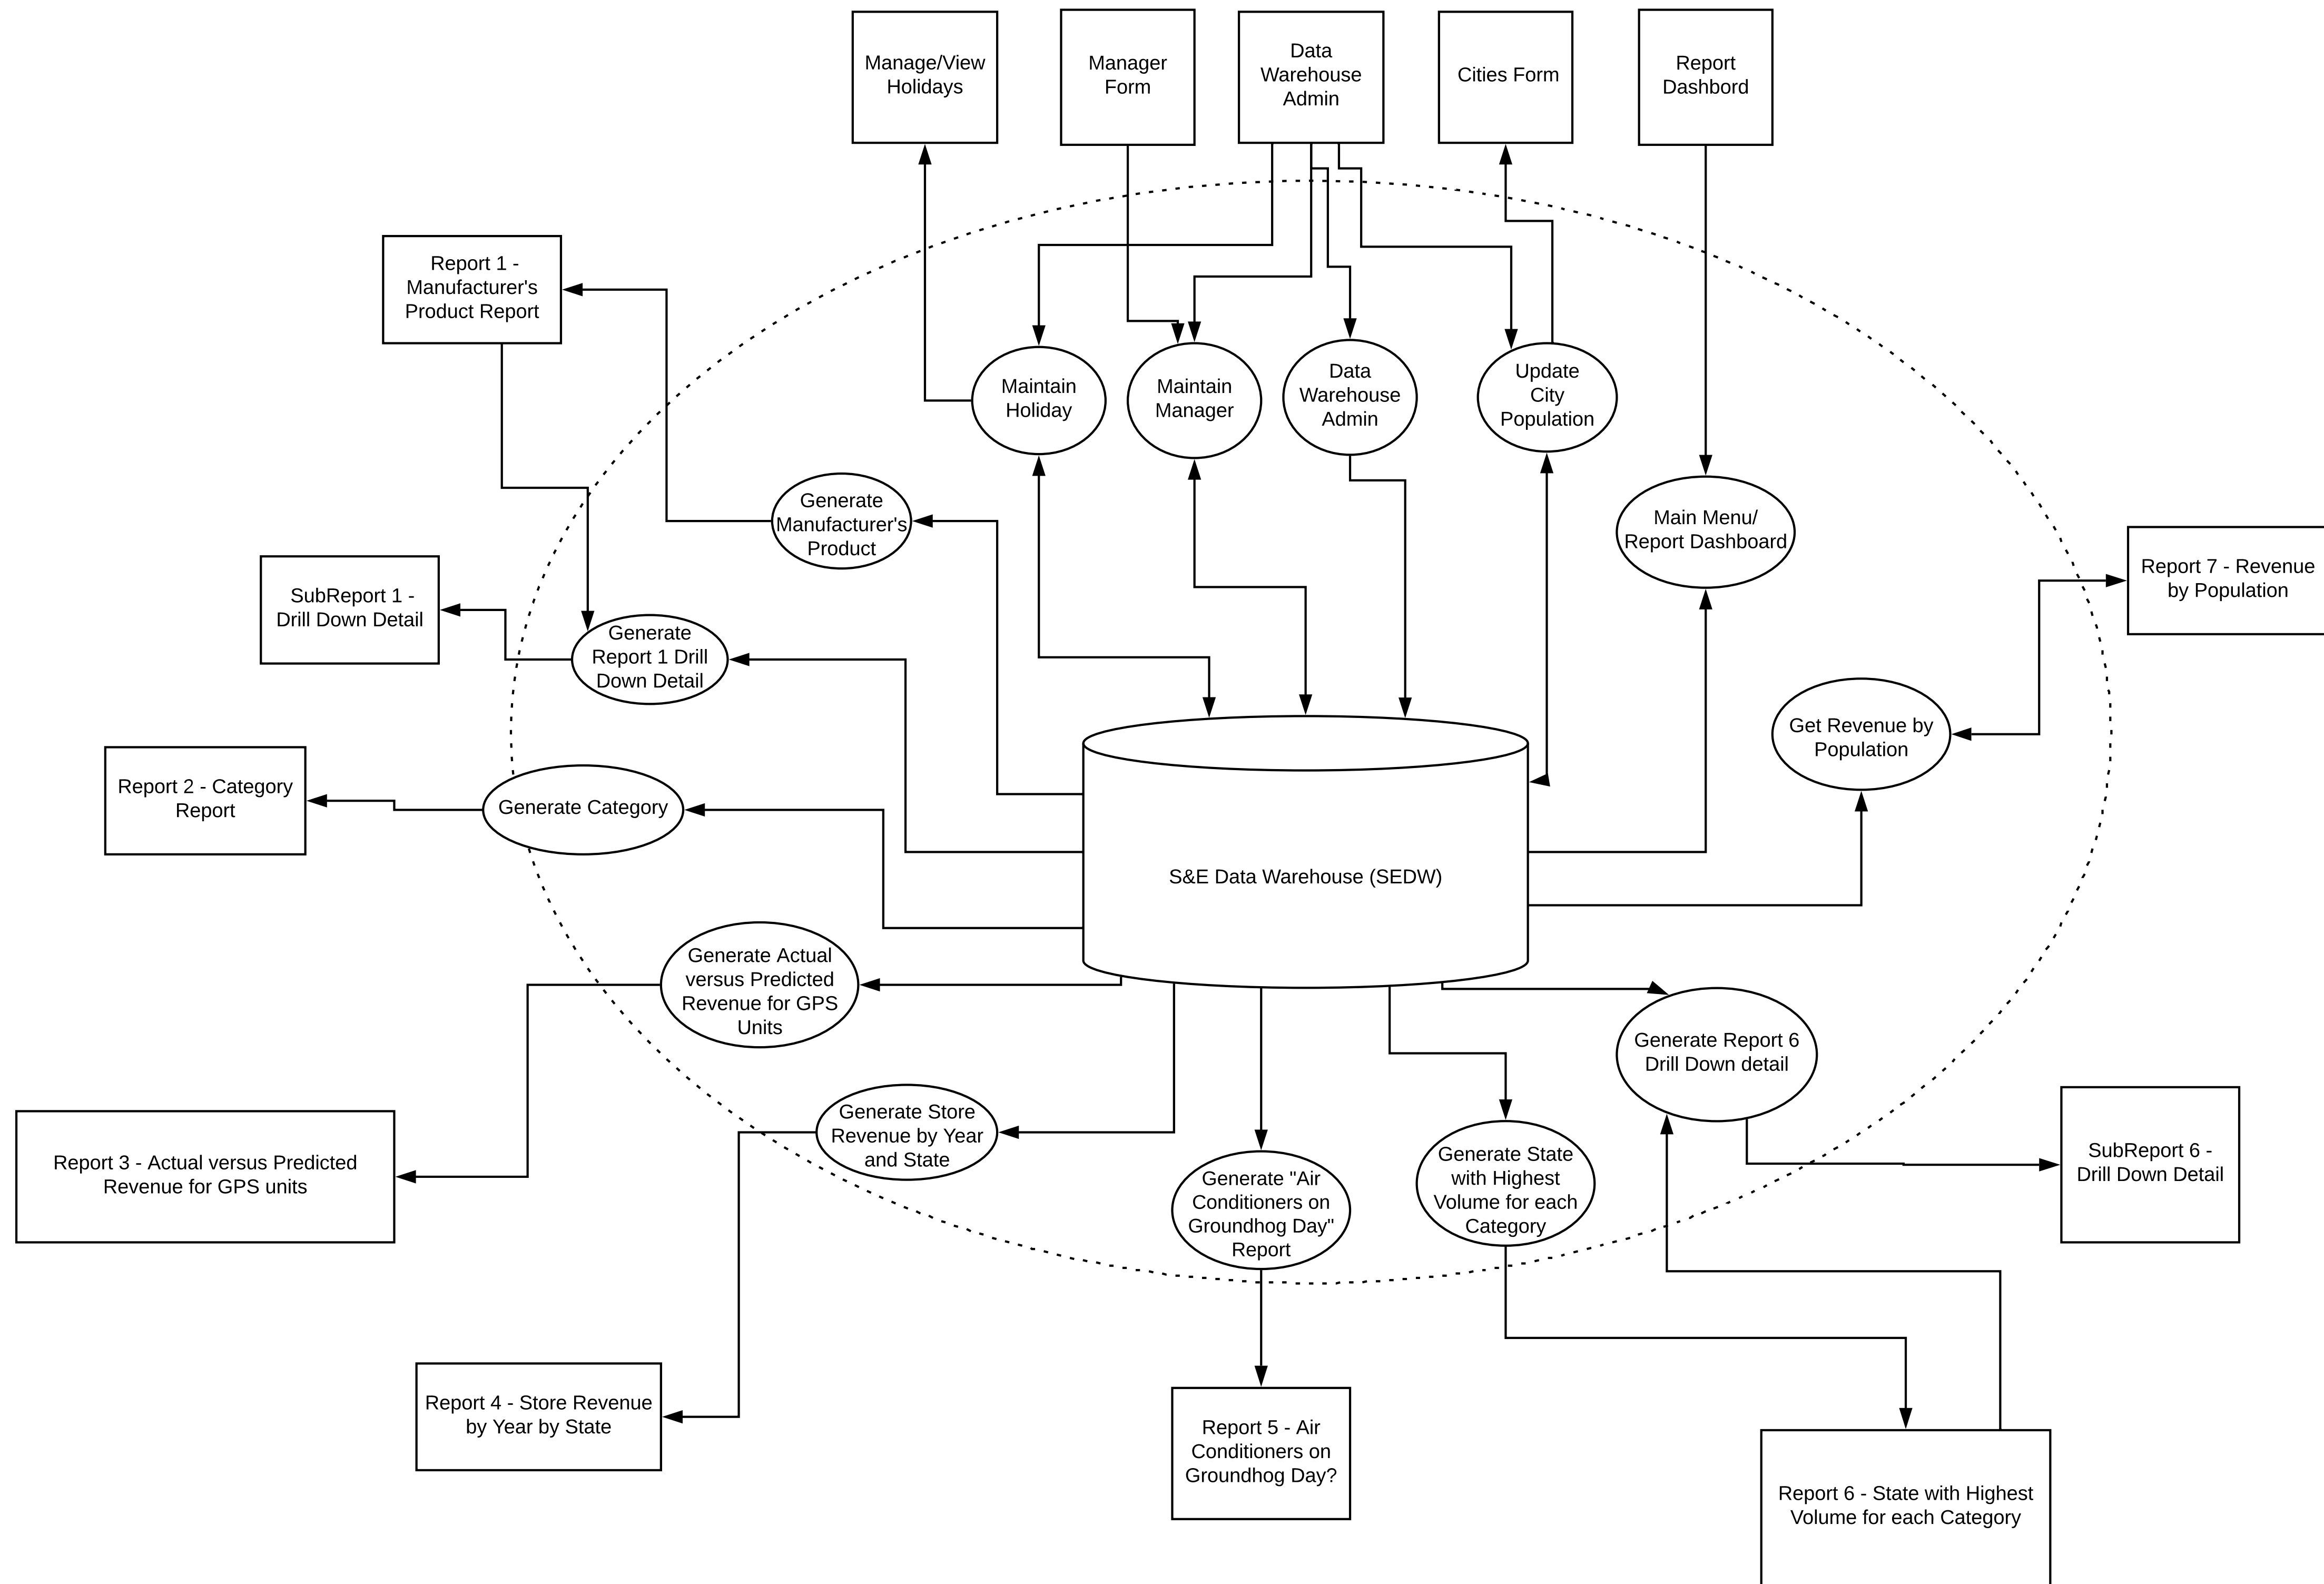 Manage/View
Holidays
Manager
Form
Data
Warehouse
Admin
Cities Form
Report
Dashbord
Report 1 -
Manufacturer's
Product Report
Maintain
Holiday
Maintain
Manager
Data
Warehouse
Admin
Update
City
Population
Generate
Manufacturer's
Product
Main Menu/
Report Dashboard
Report 7 - Revenue
by Population
SubReport 1 -
Drill Down Detail
Generate
Report 1 Drill
Down Detail
Get Revenue by
Population
Report 2 - Category
Report
Generate Category
S&E Data Warehouse (SEDW)
Generate Actual
versus Predicted
Revenue for GPS
Units
Generate Report 6
Drill Down detail
Report 3 - Actual versus Predicted
Revenue for GPS units
Generate Store
Revenue by Year
and State
Generate "Air
Conditioners on
Groundhog Day"
Report
Generate State
with Highest
Volume for each
Category
SubReport 6 -
Drill Down Detail
Report 4 - Store Revenue
by Year by State
Report 5 - Air
Conditioners on
Groundhog Day?
Report 6 - State with Highest
Volume for each Category